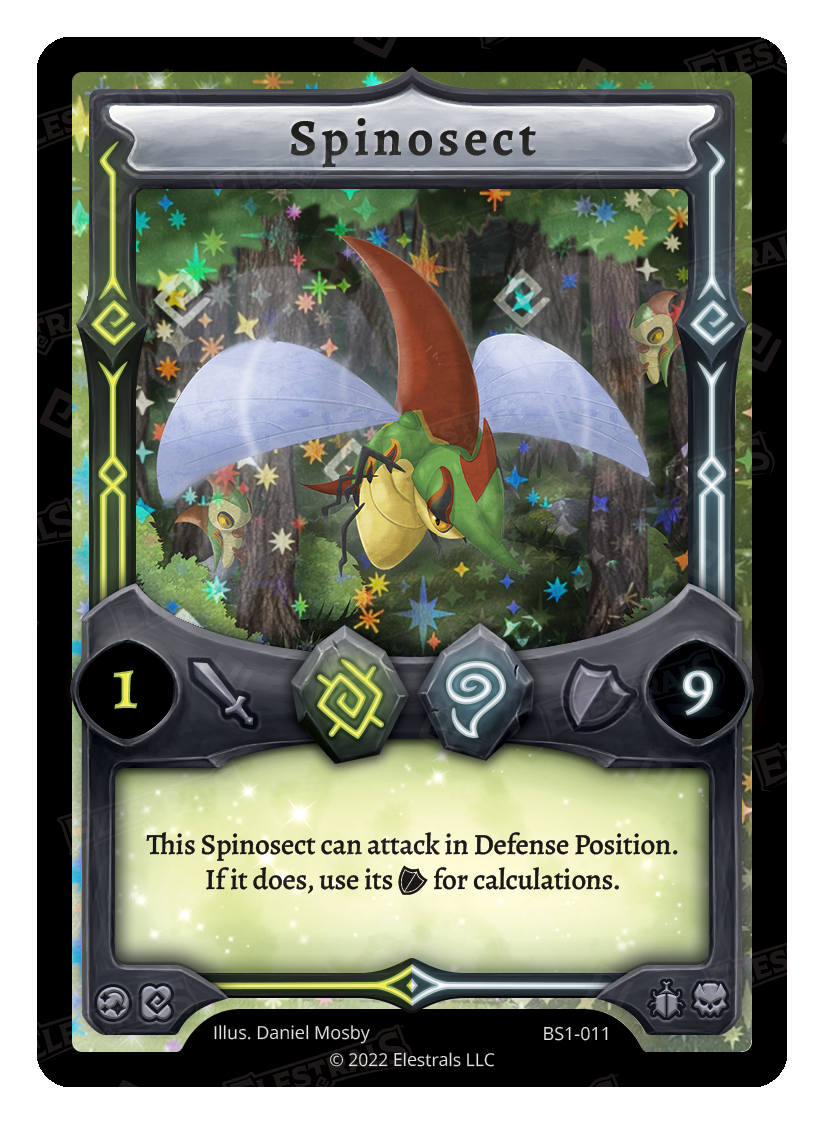 Spinosect
1
9
This Spinosect can attack in Defense Position.
If it does, use its for calculations.
Illus. Daniel Mosby
BS1-011
© 2022 Elestrals LLC